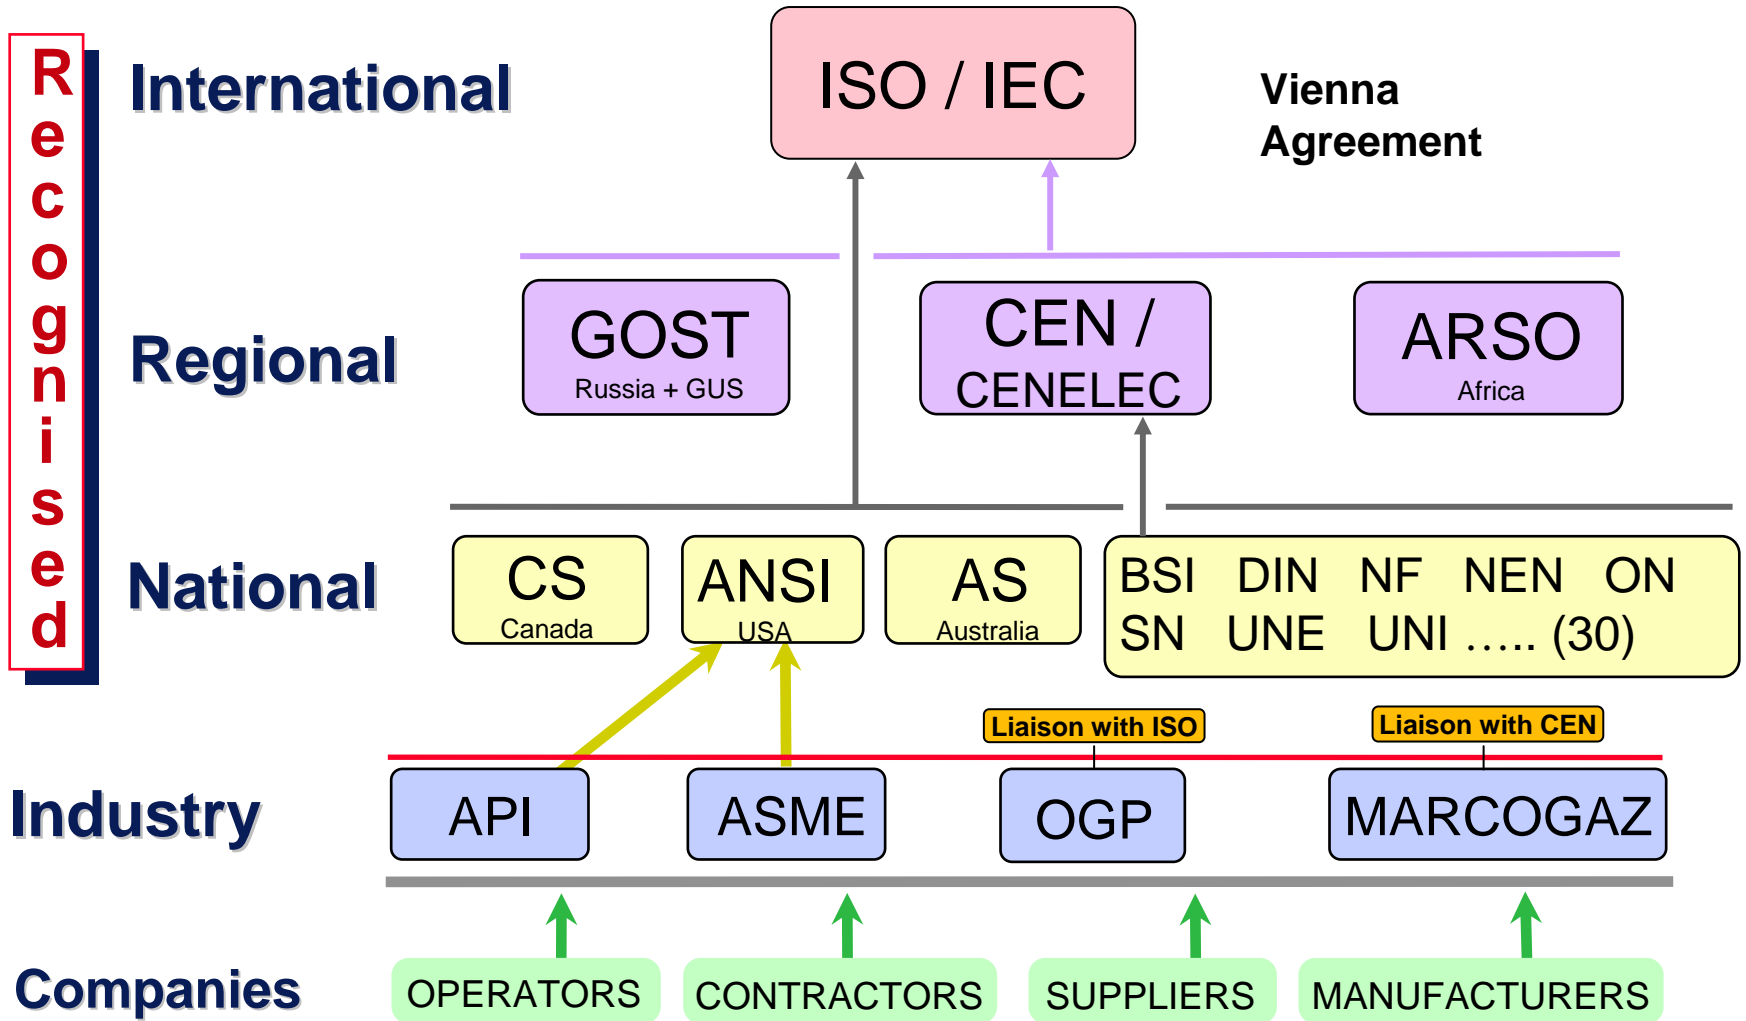 Recognised
International
ISO / IEC
Vienna
Agreement
Regional
GOST
Russia + GUS
CEN /
CENELEC
ARSO
Africa
National
CS
Canada
ANSI
USA
AS
Australia
BSI DIN NF NEN ON
SN UNE UNI ….. (30)
Liaison with ISO
Liaison with CEN
Industry
API
ASME
OGP
MARCOGAZ
Companies
OPERATORS
CONTRACTORS
SUPPLIERS
MANUFACTURERS